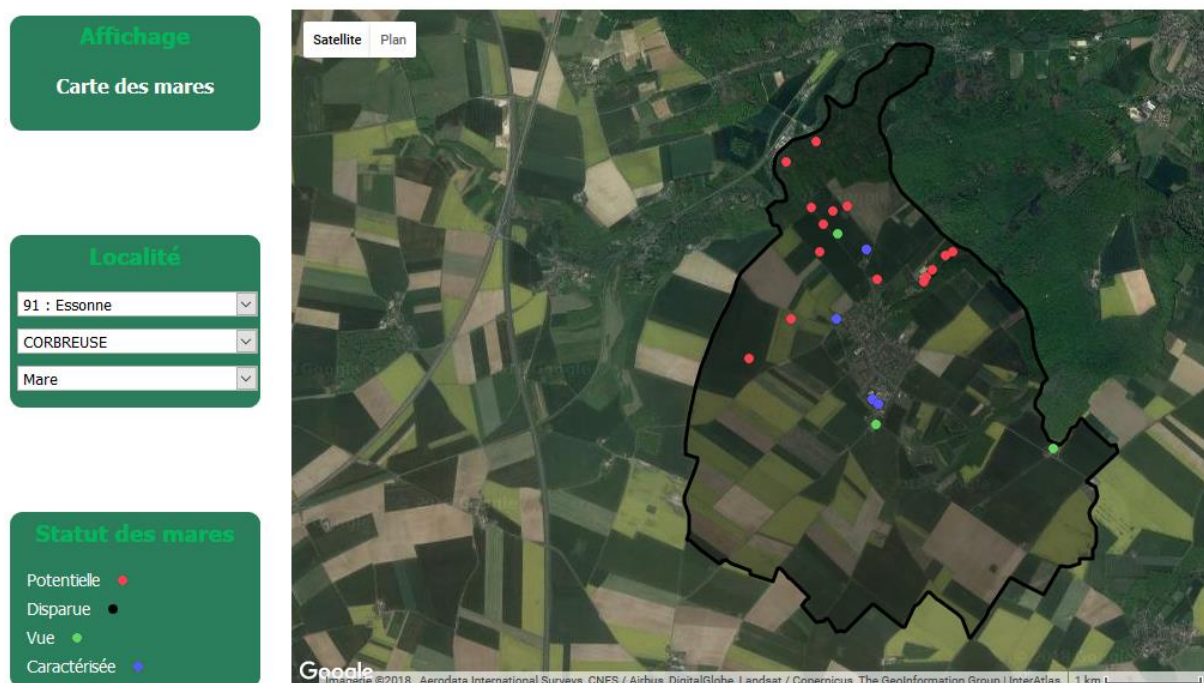 Affichage
Carte des mares
Localité
91 : Essonne
CORBREUSE
Mare
Statut des mares
Potentielle
Disparue
Vue
Caractérisée
Satellite Plan
Google
Imagerie ©2018 , Aerodata International Surveys, CNES / Airbus, DigitalGlobe, Landsat / Copernicus, The GeoInformation Group | InterAtlas 1 km